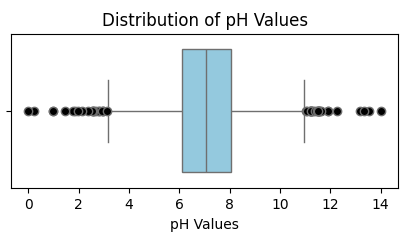 Distribution of pH Values
0 2 4 6 8 10 12 14
pH Values